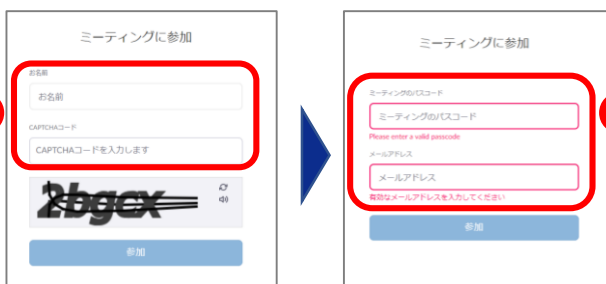 ミーティングに参加
お名前
お名前
CAPTCHAコード
CAPTCHAコードを入力します
2bgcx
参加
ミーティングに参加
ミーティングのパスコード
ミーティングのパスコード
Please enter a valid passcode
メールアドレス
メールアドレス
有効なメールアドレスを入力してください
参加